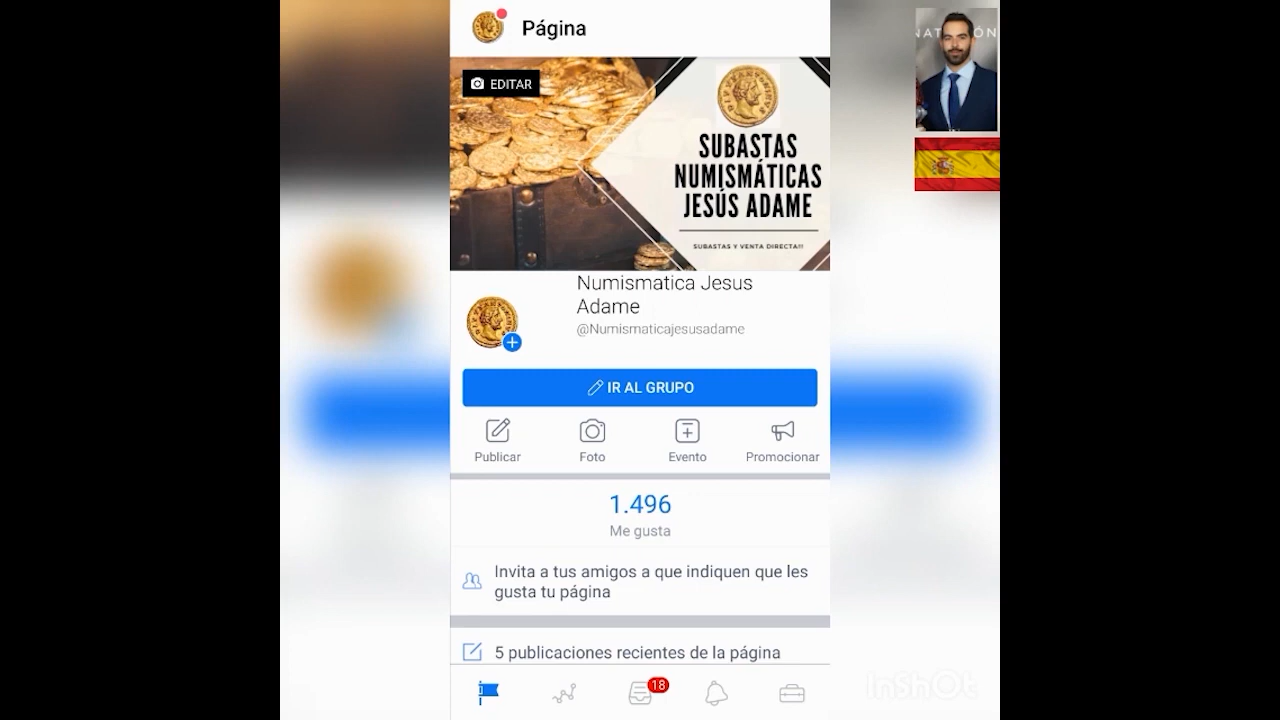 Página
EDITAR
SUBASTAS
NUMISMÁTICAS
JESÚS ADAME
SUBASTAS Y VENTA DIRECTA!!
Numismatica Jesus
Adame
@Numismaticajesusadame
IR AL GRUPO
Publicar
Foto
Evento
Promocionar
1.496
Me gusta
Invita a tus amigos a que indiquen que les
gusta tu página
5 publicaciones recientes de la página
18
InShOt